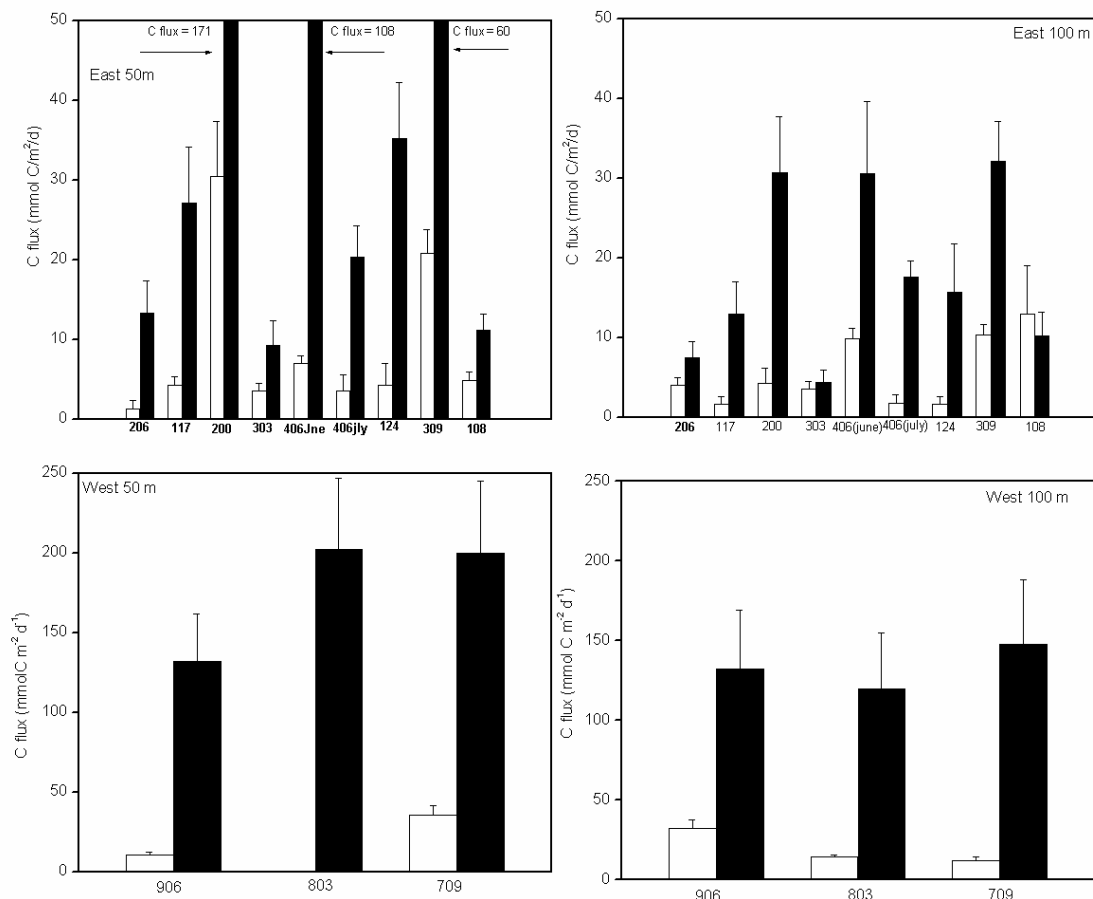 C flux = 171
C flux = 108
C flux = 60
East 50m
C flux (mmol C/m²/d)
50
40
30
20
10
0
206 117 200 303 406Jne 406jly 124 309 108
East 100 m
C flux (mmol C/m²/d)
50
40
30
20
10
0
206 117 200 303 406(june) 406(july) 124 309 108
West 50 m
C flux (mmolC m⁻² d⁻¹)
250
200
150
100
50
0
906 803 709
West 100 m
C flux (mmol C m⁻² d⁻¹)
250
200
150
100
50
0
906 803 709